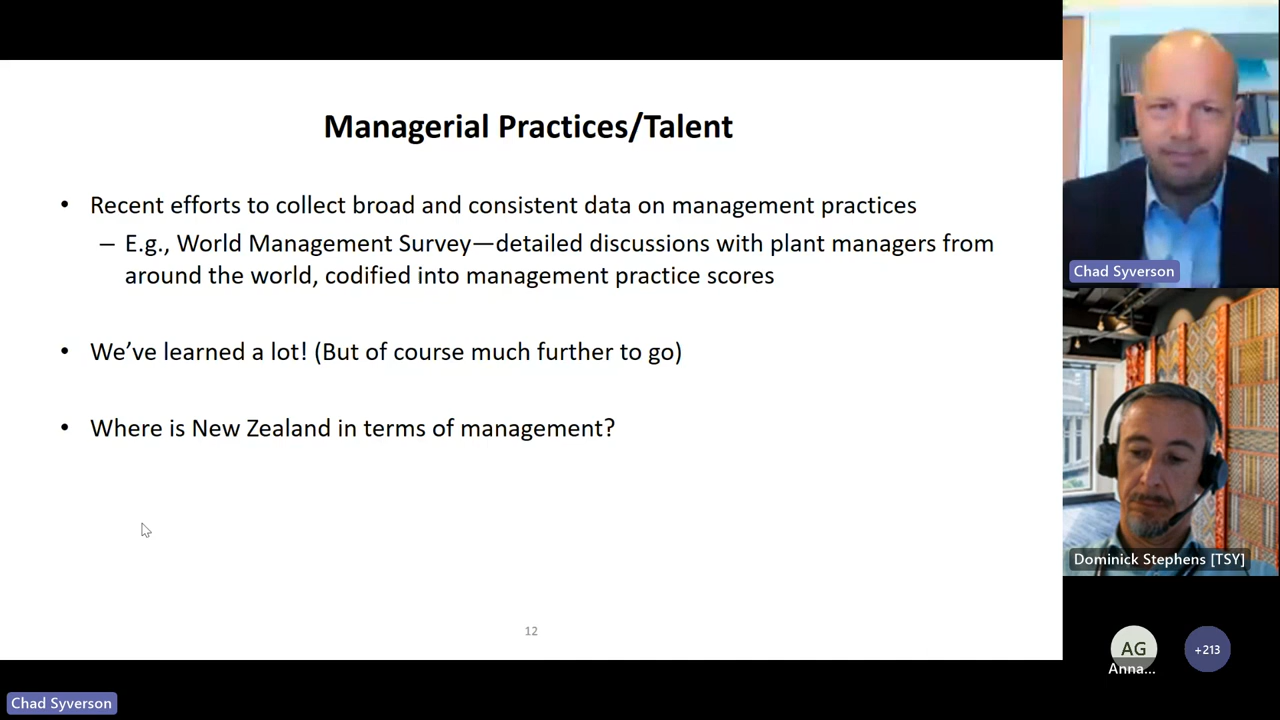 Managerial Practices/Talent
• Recent efforts to collect broad and consistent data on management practices
– E.g., World Management Survey—detailed discussions with plant managers from
around the world, codified into management practice scores
• We’ve learned a lot! (But of course much further to go)
• Where is New Zealand in terms of management?
12
Chad Syverson
Dominick Stephens [TSY]
AG
Anna...
+213
Chad Syverson